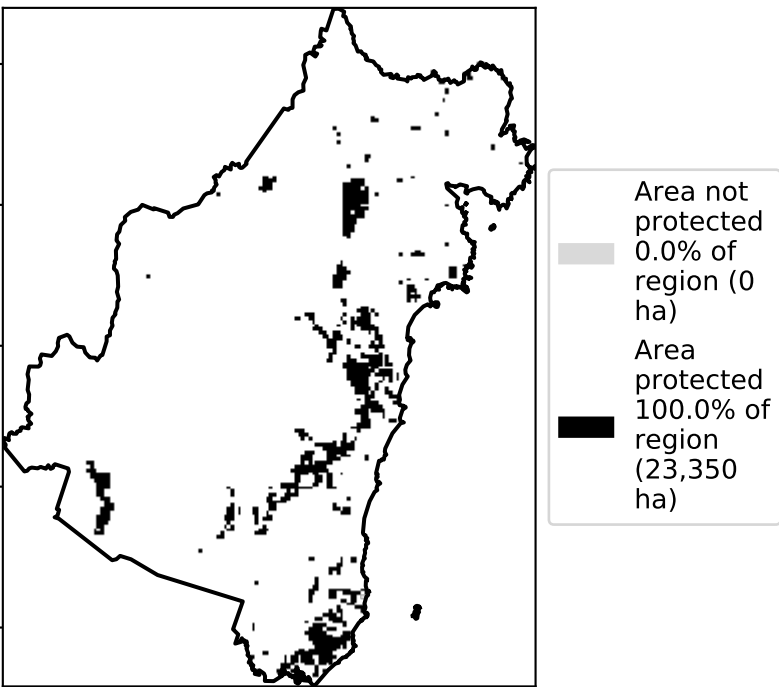 Area not
protected
0.0% of
region (0
ha)
Area
protected
100.0% of
region
(23,350
ha)